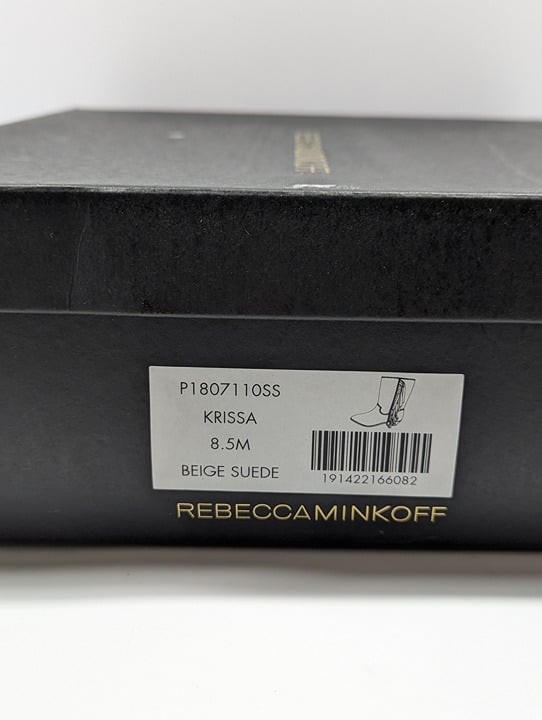 P1807110SS
KRISSA
8.5M
BEIGE SUEDE
191422166082
REBECCAMINKOFF